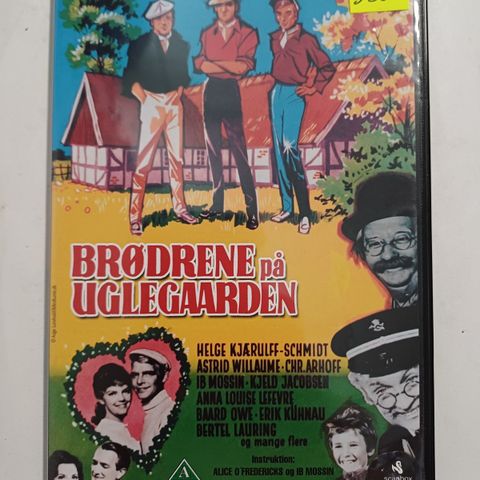 BRØDRENE på
UGLEGAARDEN
HELGE KJÆRULFF-SCHMIDT
ASTRID WILLAUME - CHR. ARHOFF
IB MOSSIN - KJELD JACOBSEN
ANNA LOUISE LEFEVRE
BAARD OWE - ERIK KÜHNAU
BERTEL LAURING
og mange flere
Instruktion:
ALICE O'FREDERICKS og IB MOSSIN
A
scanbox